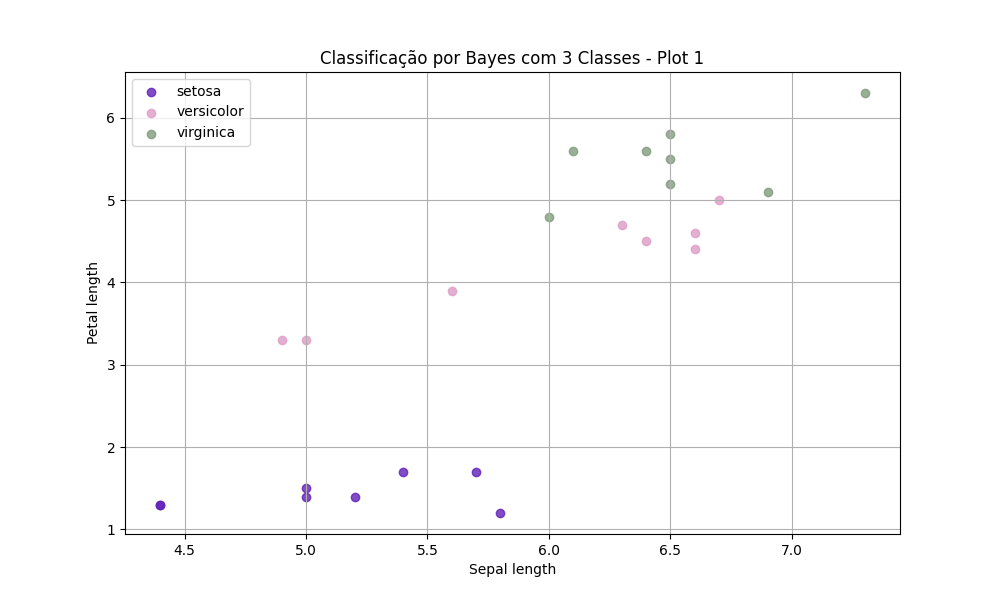 Classificação por Bayes com 3 Classes - Plot 1
setosa
versicolor
virginica
6
5
4
3
2
1
Petal length
4.5 5.0 5.5 6.0 6.5 7.0
Sepal length